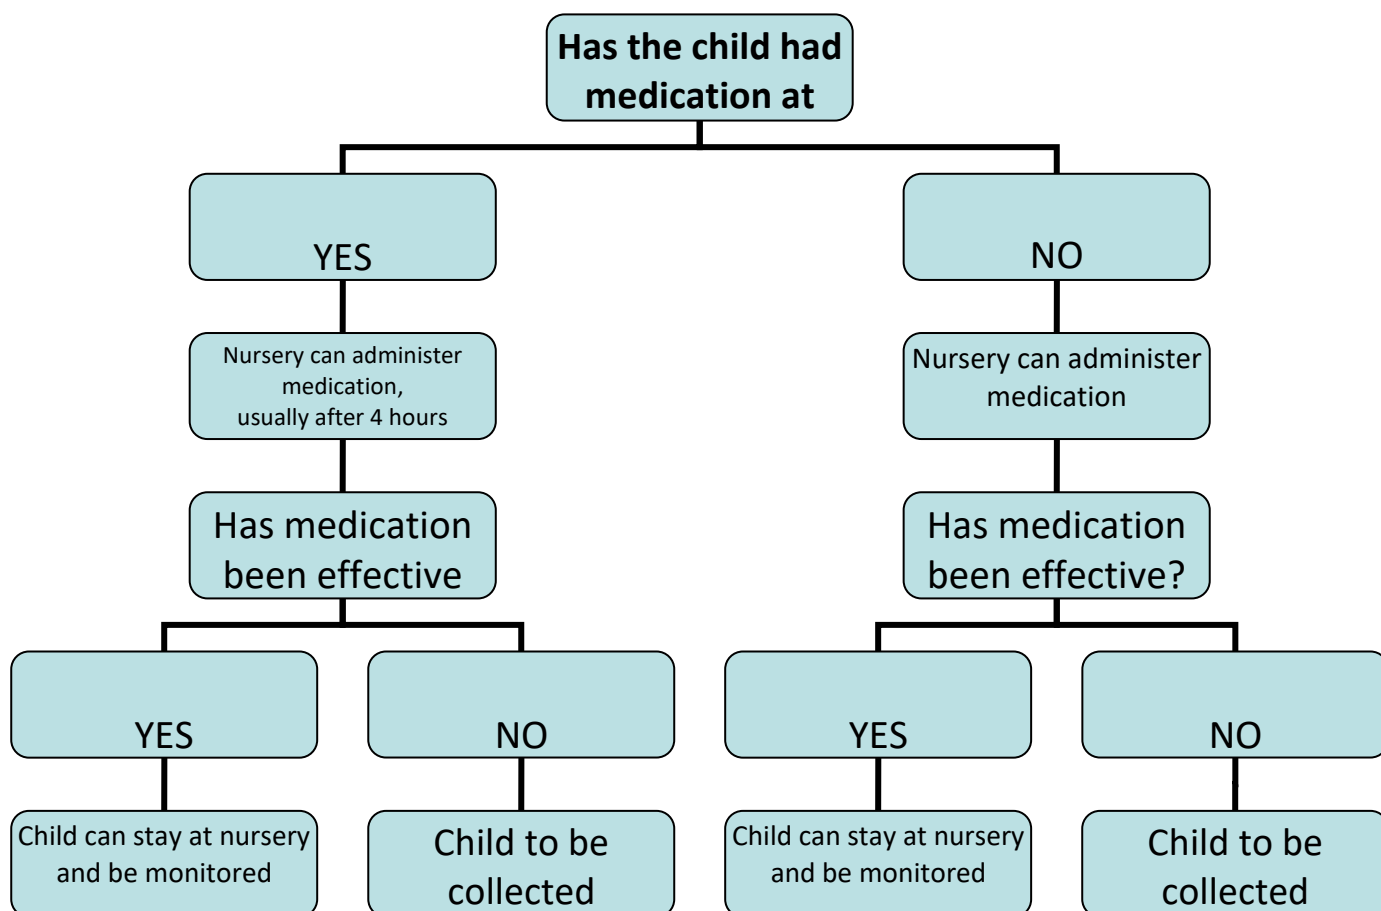 Has the child had
medication at
YES
NO
Nursery can administer
medication,
usually after 4 hours
Nursery can administer
medication
Has medication
been effective
Has medication
been effective?
YES
NO
YES
NO
Child can stay at nursery
and be monitored
Child to be
collected
Child can stay at nursery
and be monitored
Child to be
collected